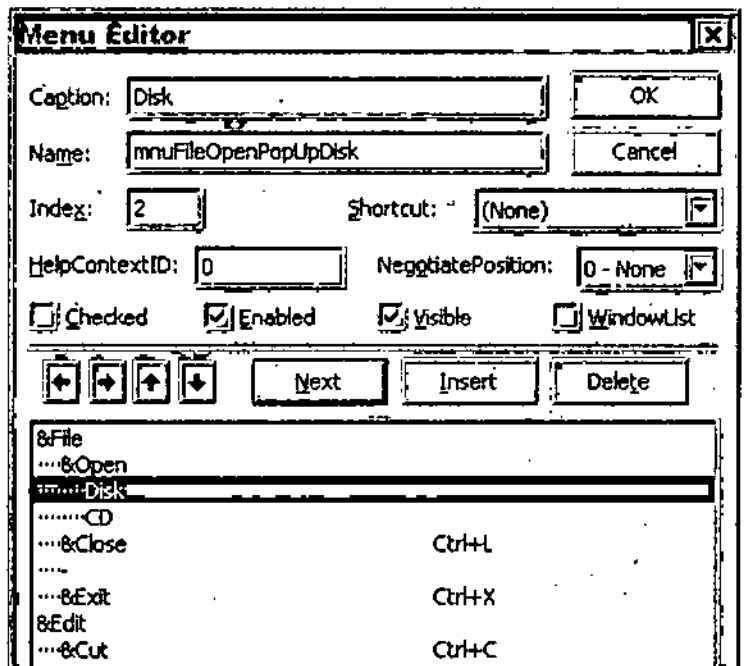 Menu Editor
Caption: Disk OK
Name: mnuFileOpenPopUpDisk Cancel
Index: 2 Shortcut: (None)
HelpContextID: 0 NegotiatePosition: 0 - None
Checked Enabled Visible WindowList
Next Insert Delete
&File
····&Open
········Disk
········CD
····&Close Ctrl+L
····-
····&Exit Ctrl+X
&Edit
····&Cut Ctrl+C